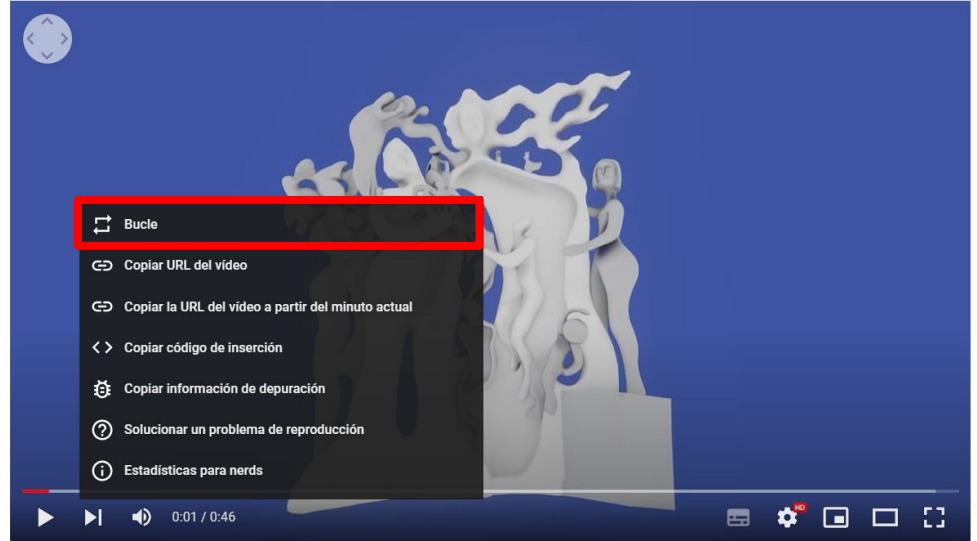 Bucle
Copiar URL del vídeo
Copiar la URL del vídeo a partir del minuto actual
Copiar código de inserción
Copiar información de depuración
Solucionar un problema de reproducción
Estadísticas para nerds
0:01 / 0:46
HD